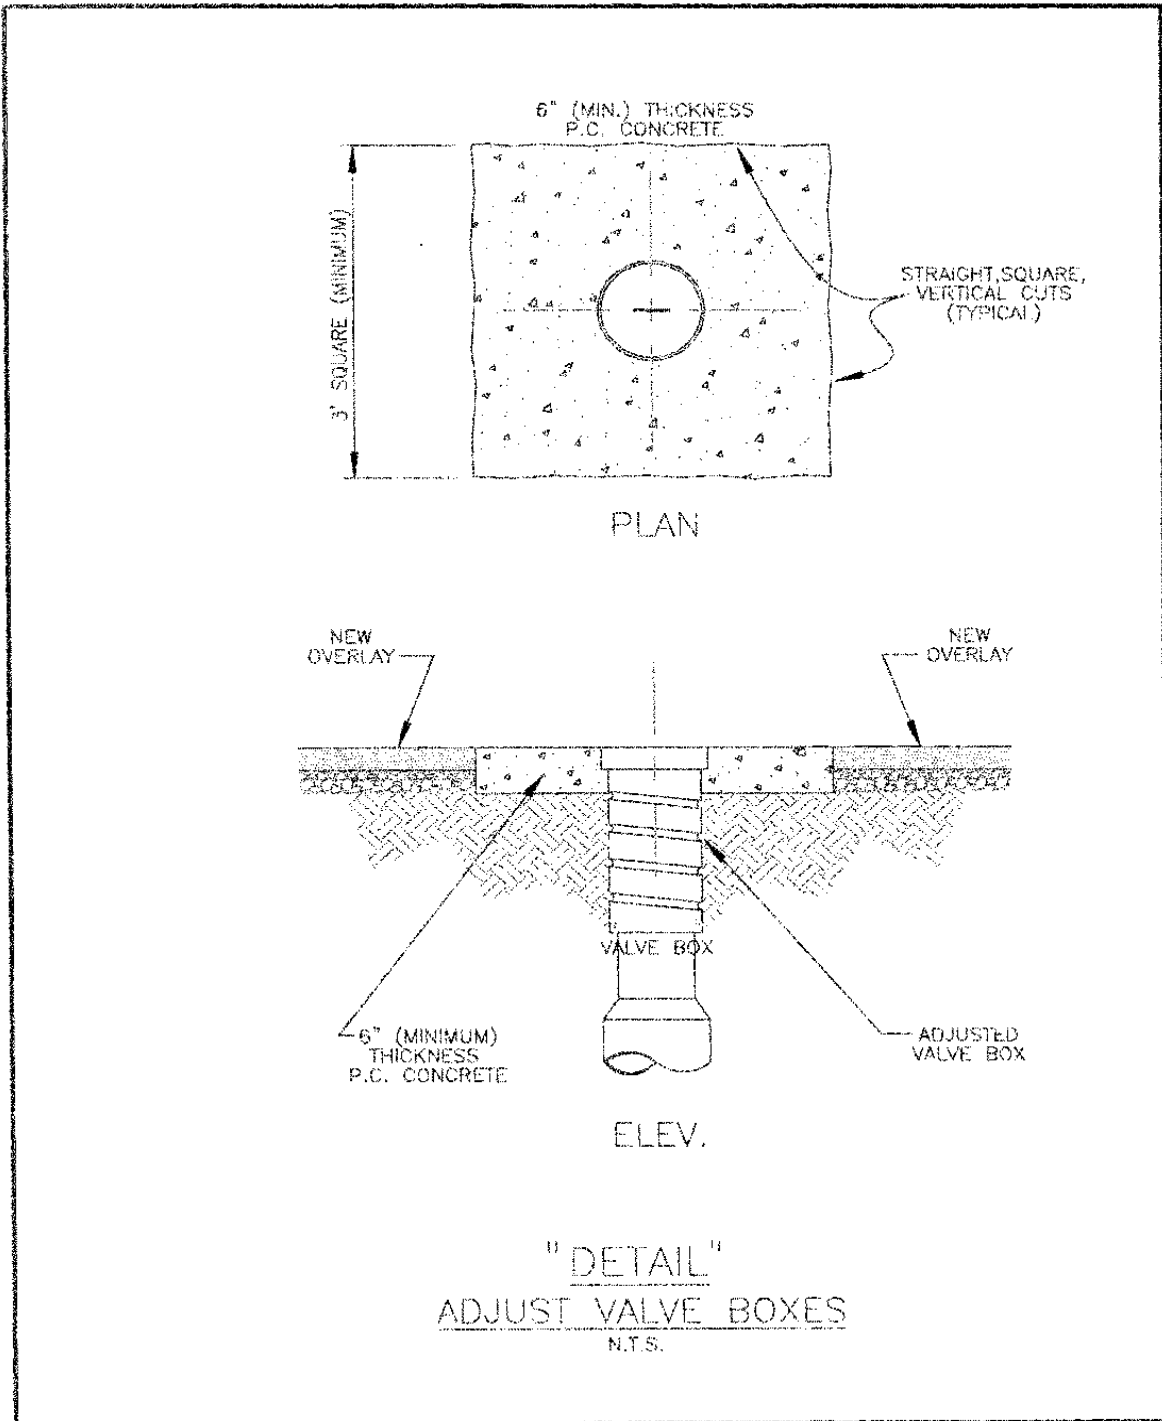 6" (MIN.) THICKNESS
P.C. CONCRETE
3' SQUARE (MINIMUM)
STRAIGHT,SQUARE,
VERTICAL CUTS
(TYPICAL)
PLAN
NEW
OVERLAY
NEW
OVERLAY
VALVE BOX
6" (MINIMUM)
THICKNESS
P.C. CONCRETE
ADJUSTED
VALVE BOX
ELEV.
"DETAIL"
ADJUST VALVE BOXES
N.T.S.